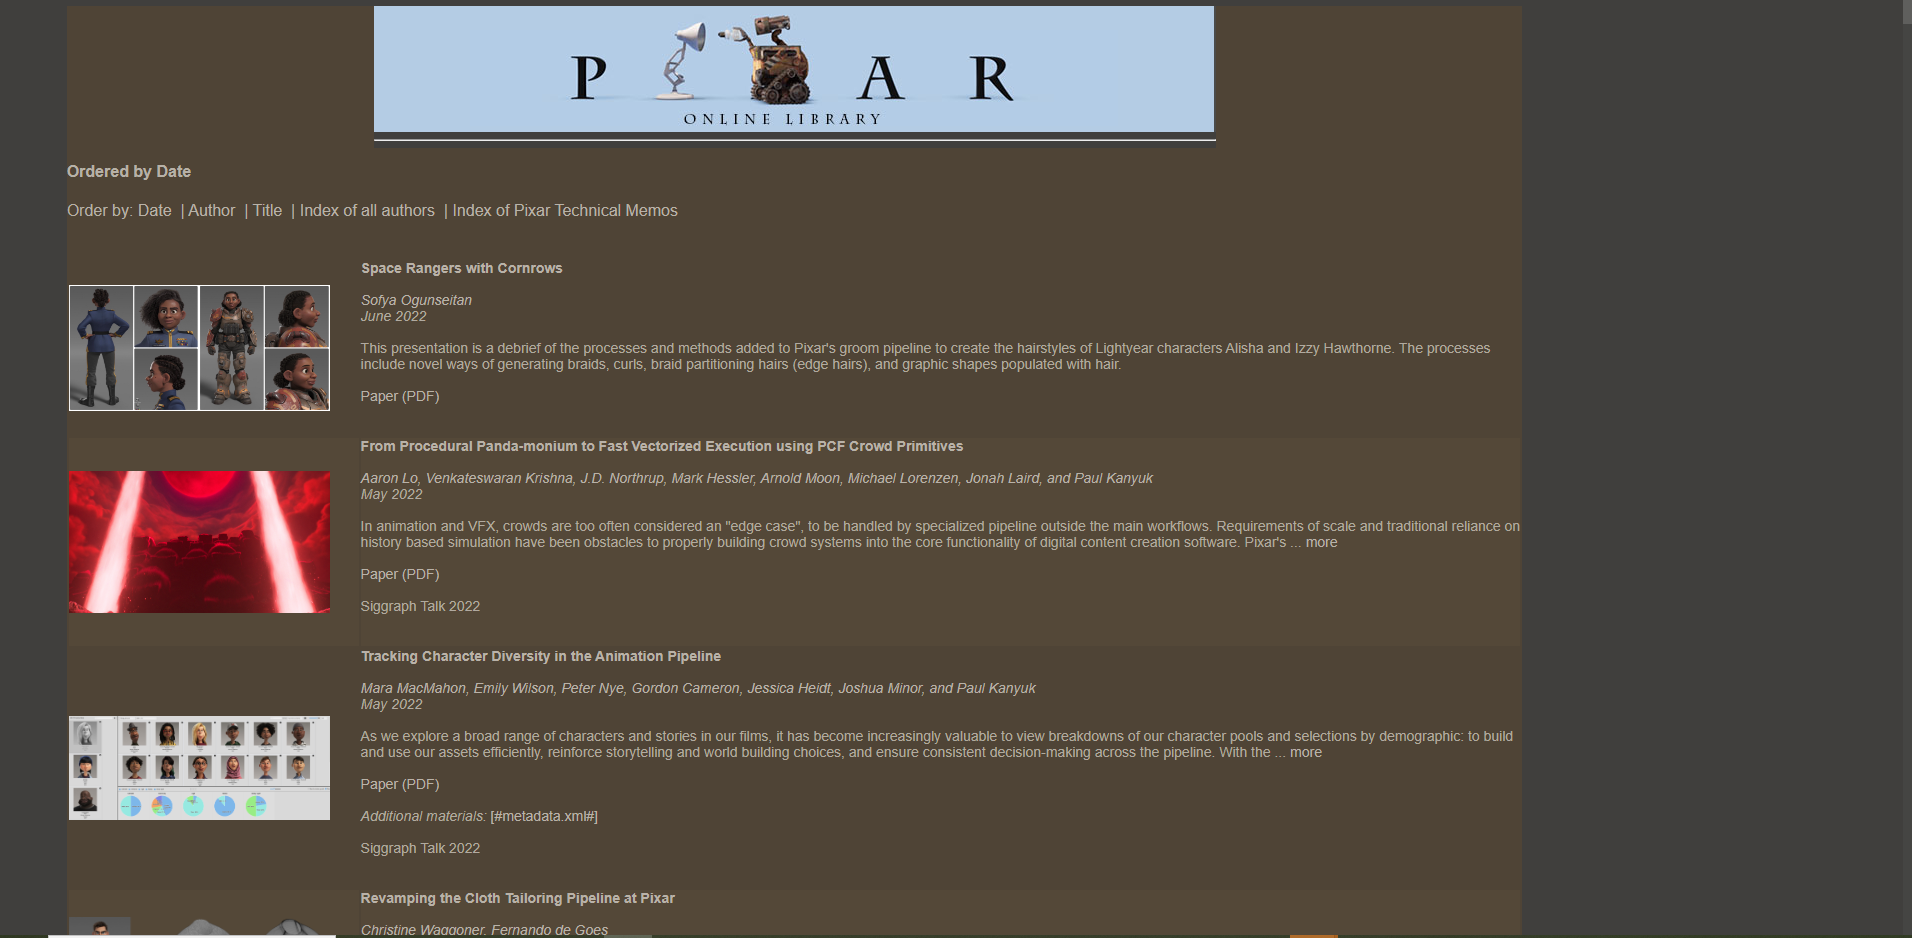 P A R
ONLINE LIBRARY
Ordered by Date
Order by: Date | Author | Title | Index of all authors | Index of Pixar Technical Memos
Space Rangers with Cornrows
Sofya Ogunseitan
June 2022
This presentation is a debrief of the processes and methods added to Pixar's groom pipeline to create the hairstyles of Lightyear characters Alisha and Izzy Hawthorne. The processes
include novel ways of generating braids, curls, braid partitioning hairs (edge hairs), and graphic shapes populated with hair.
Paper (PDF)
From Procedural Panda-monium to Fast Vectorized Execution using PCF Crowd Primitives
Aaron Lo, Venkateswaran Krishna, J.D. Northrup, Mark Hessler, Arnold Moon, Michael Lorenzen, Jonah Laird, and Paul Kanyuk
May 2022
In animation and VFX, crowds are too often considered an "edge case", to be handled by specialized pipeline outside the main workflows. Requirements of scale and traditional reliance on
history based simulation have been obstacles to properly building crowd systems into the core functionality of digital content creation software. Pixar's ... more
Paper (PDF)
Siggraph Talk 2022
Tracking Character Diversity in the Animation Pipeline
Mara MacMahon, Emily Wilson, Peter Nye, Gordon Cameron, Jessica Heidt, Joshua Minor, and Paul Kanyuk
May 2022
As we explore a broad range of characters and stories in our films, it has become increasingly valuable to view breakdowns of our character pools and selections by demographic: to build
and use our assets efficiently, reinforce storytelling and world building choices, and ensure consistent decision-making across the pipeline. With the ... more
Paper (PDF)
Additional materials: [#metadata.xml#]
Siggraph Talk 2022
Revamping the Cloth Tailoring Pipeline at Pixar
Christine Waggoner, Fernando de Goes